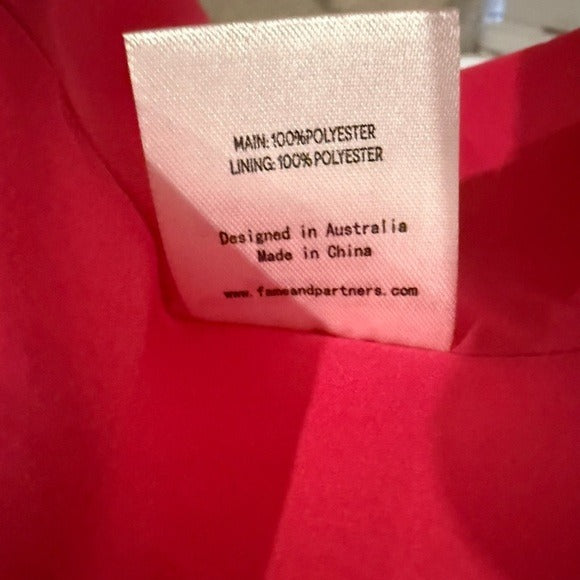 MAIN: 100%POLYESTER
LINING: 100% POLYESTER
Designed in Australia
Made in China
www.fameandpartners.com